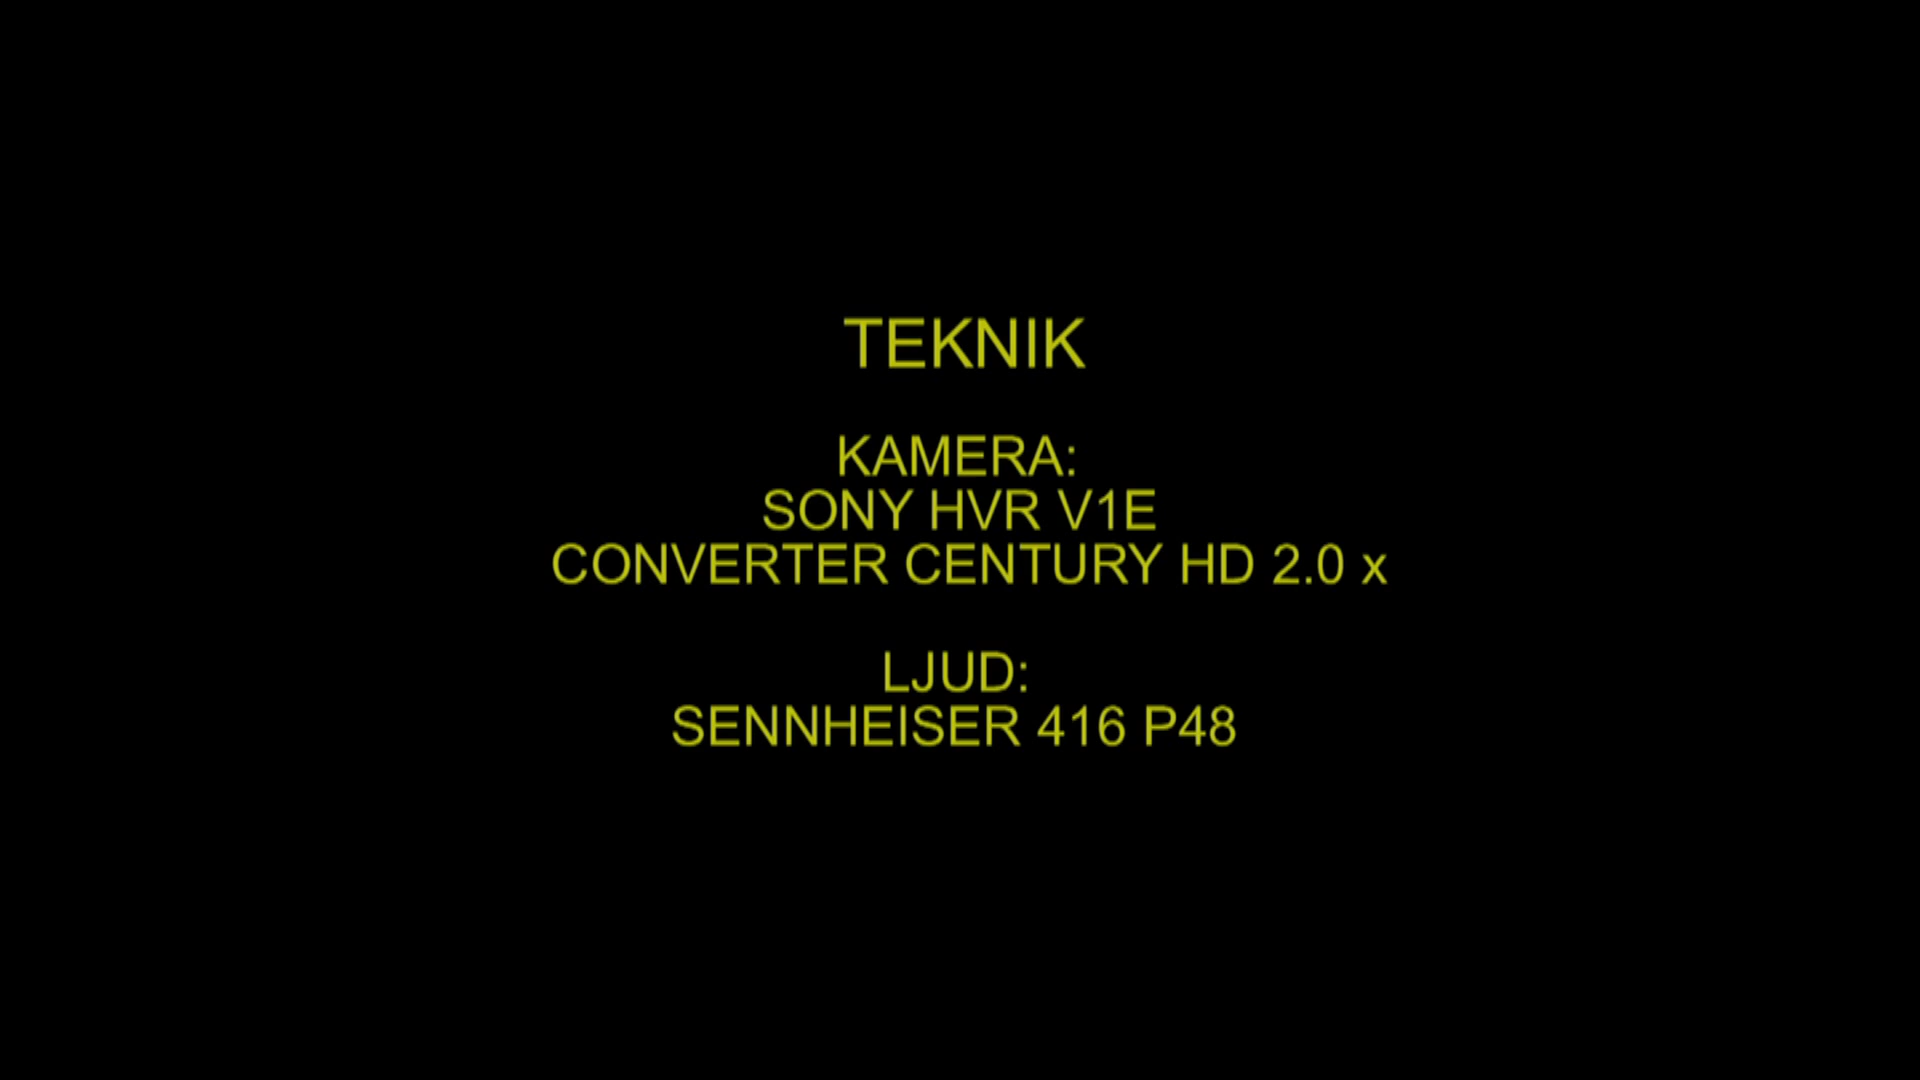 TEKNIK
KAMERA:
SONY HVR V1E
CONVERTER CENTURY HD 2.0 x
LJUD:
SENNHEISER 416 P48